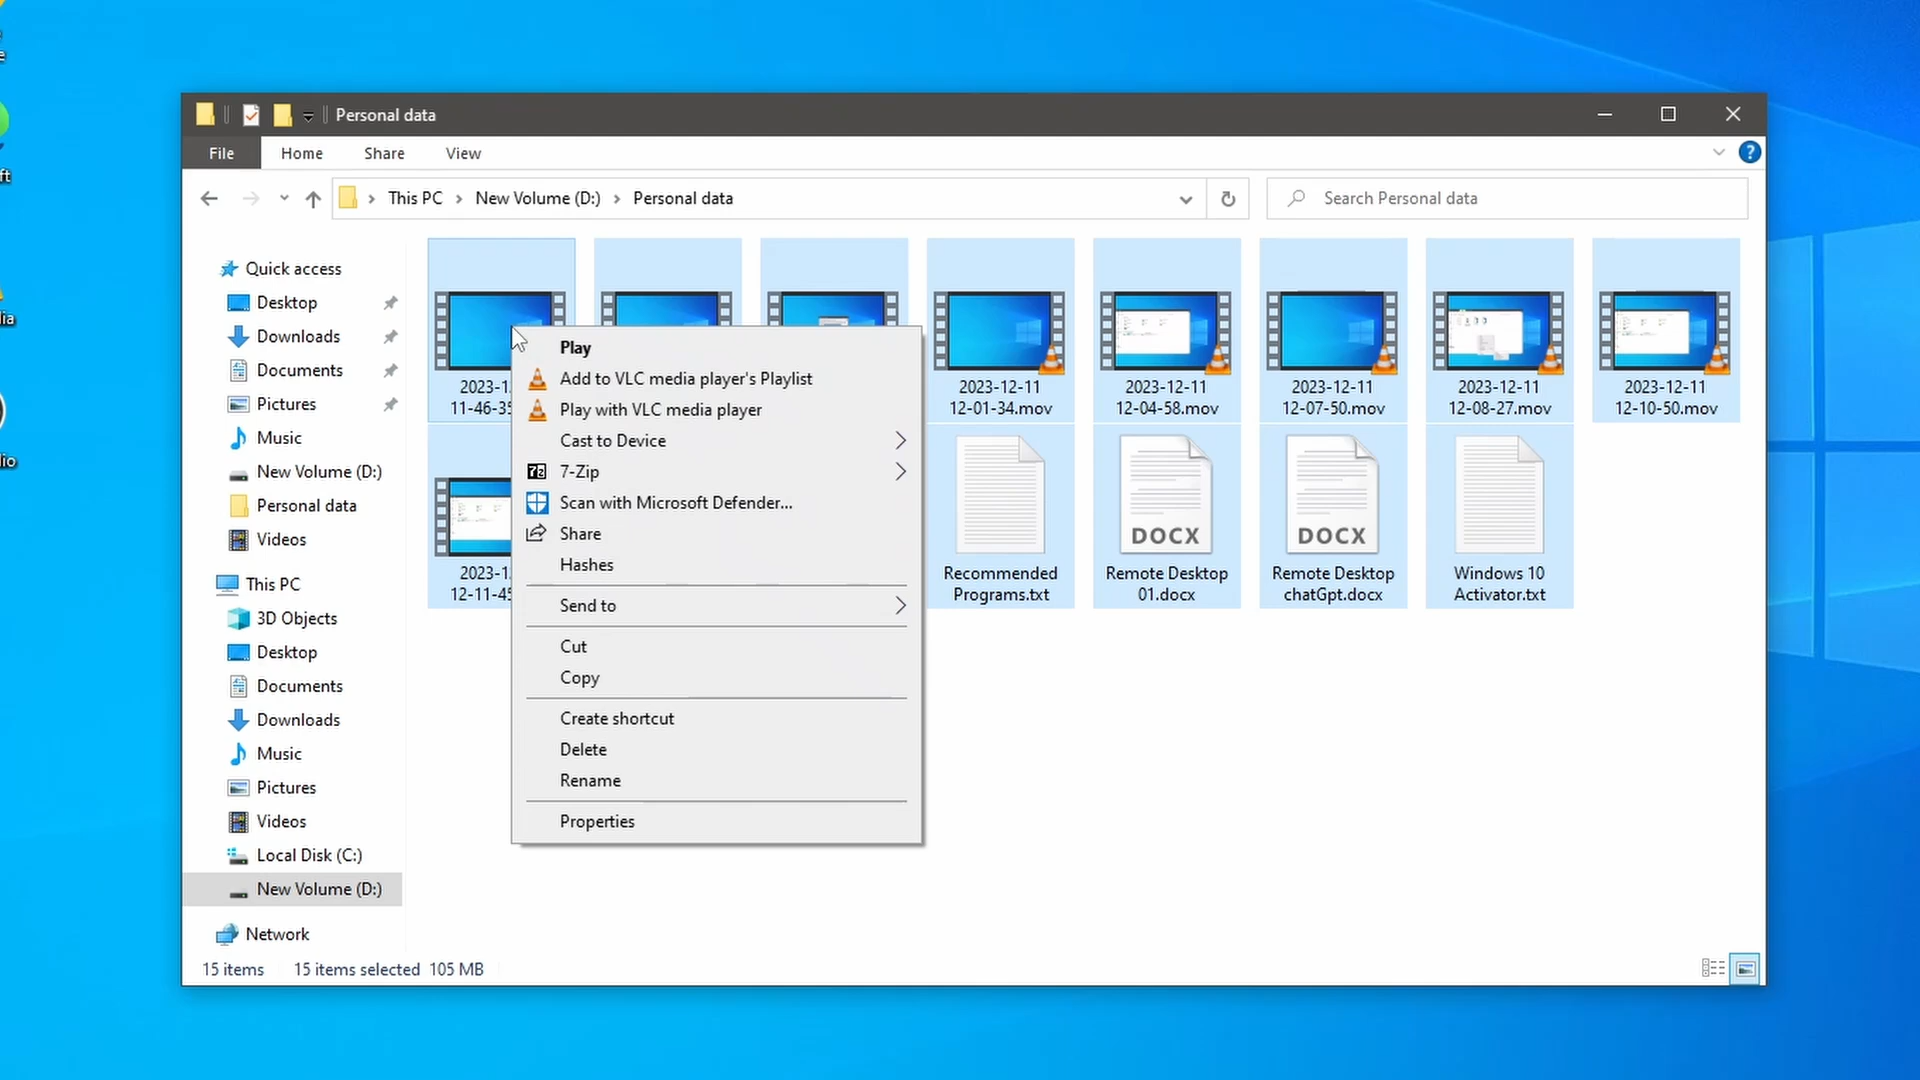 Personal data
File
Home
Share
View
This PC
New Volume (D:)
Personal data
Search Personal data
Quick access
Desktop
Downloads
Documents
Pictures
Music
New Volume (D:)
Personal data
Videos
This PC
3D Objects
Desktop
Documents
Downloads
Music
Pictures
Videos
Local Disk (C:)
New Volume (D:)
Network
2023-1
11-46-35
2023-12-11
12-01-34.mov
2023-12-11
12-04-58.mov
2023-12-11
12-07-50.mov
2023-12-11
12-08-27.mov
2023-12-11
12-10-50.mov
2023-1
12-11-45
Recommended
Programs.txt
DOCX
Remote Desktop
01.docx
DOCX
Remote Desktop
chatGpt.docx
Windows 10
Activator.txt
Play
Add to VLC media player's Playlist
Play with VLC media player
Cast to Device
7-Zip
Scan with Microsoft Defender...
Share
Hashes
Send to
Cut
Copy
Create shortcut
Delete
Rename
Properties
15 items
15 items selected 105 MB